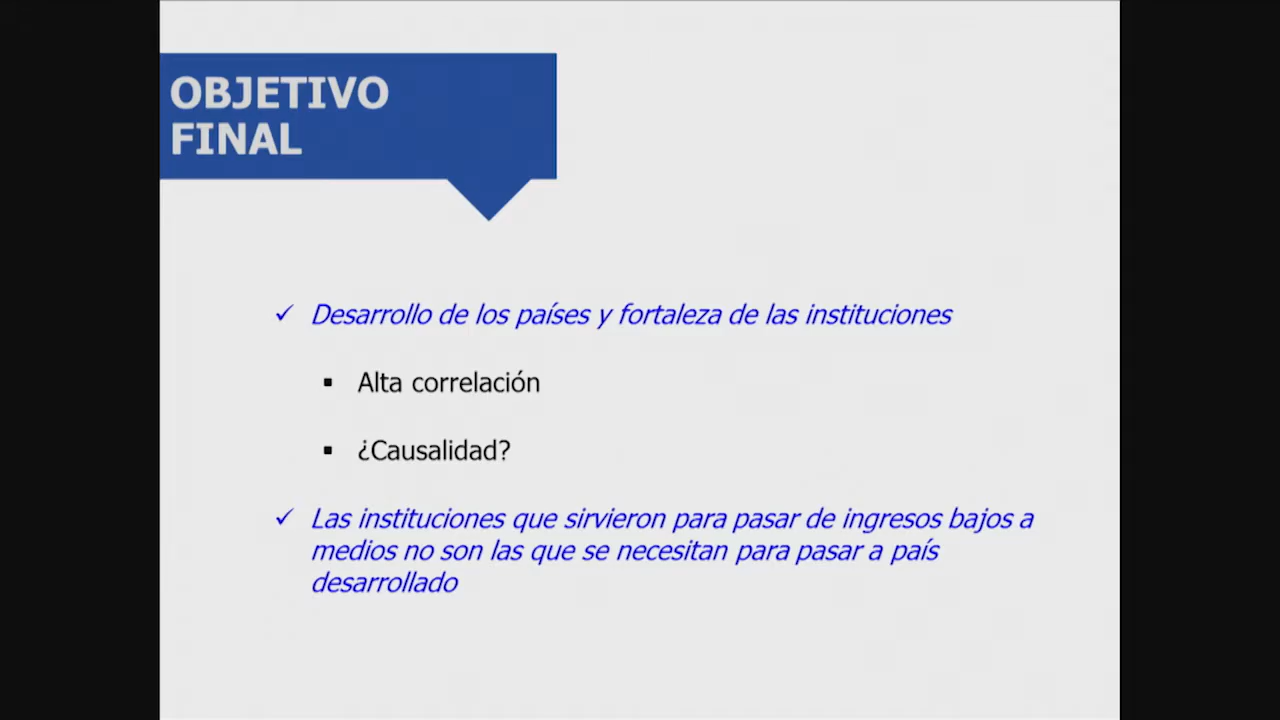 OBJETIVO
FINAL
✓ Desarrollo de los países y fortaleza de las instituciones
▪ Alta correlación
▪ ¿Causalidad?
✓ Las instituciones que sirvieron para pasar de ingresos bajos a
medios no son las que se necesitan para pasar a país
desarrollado